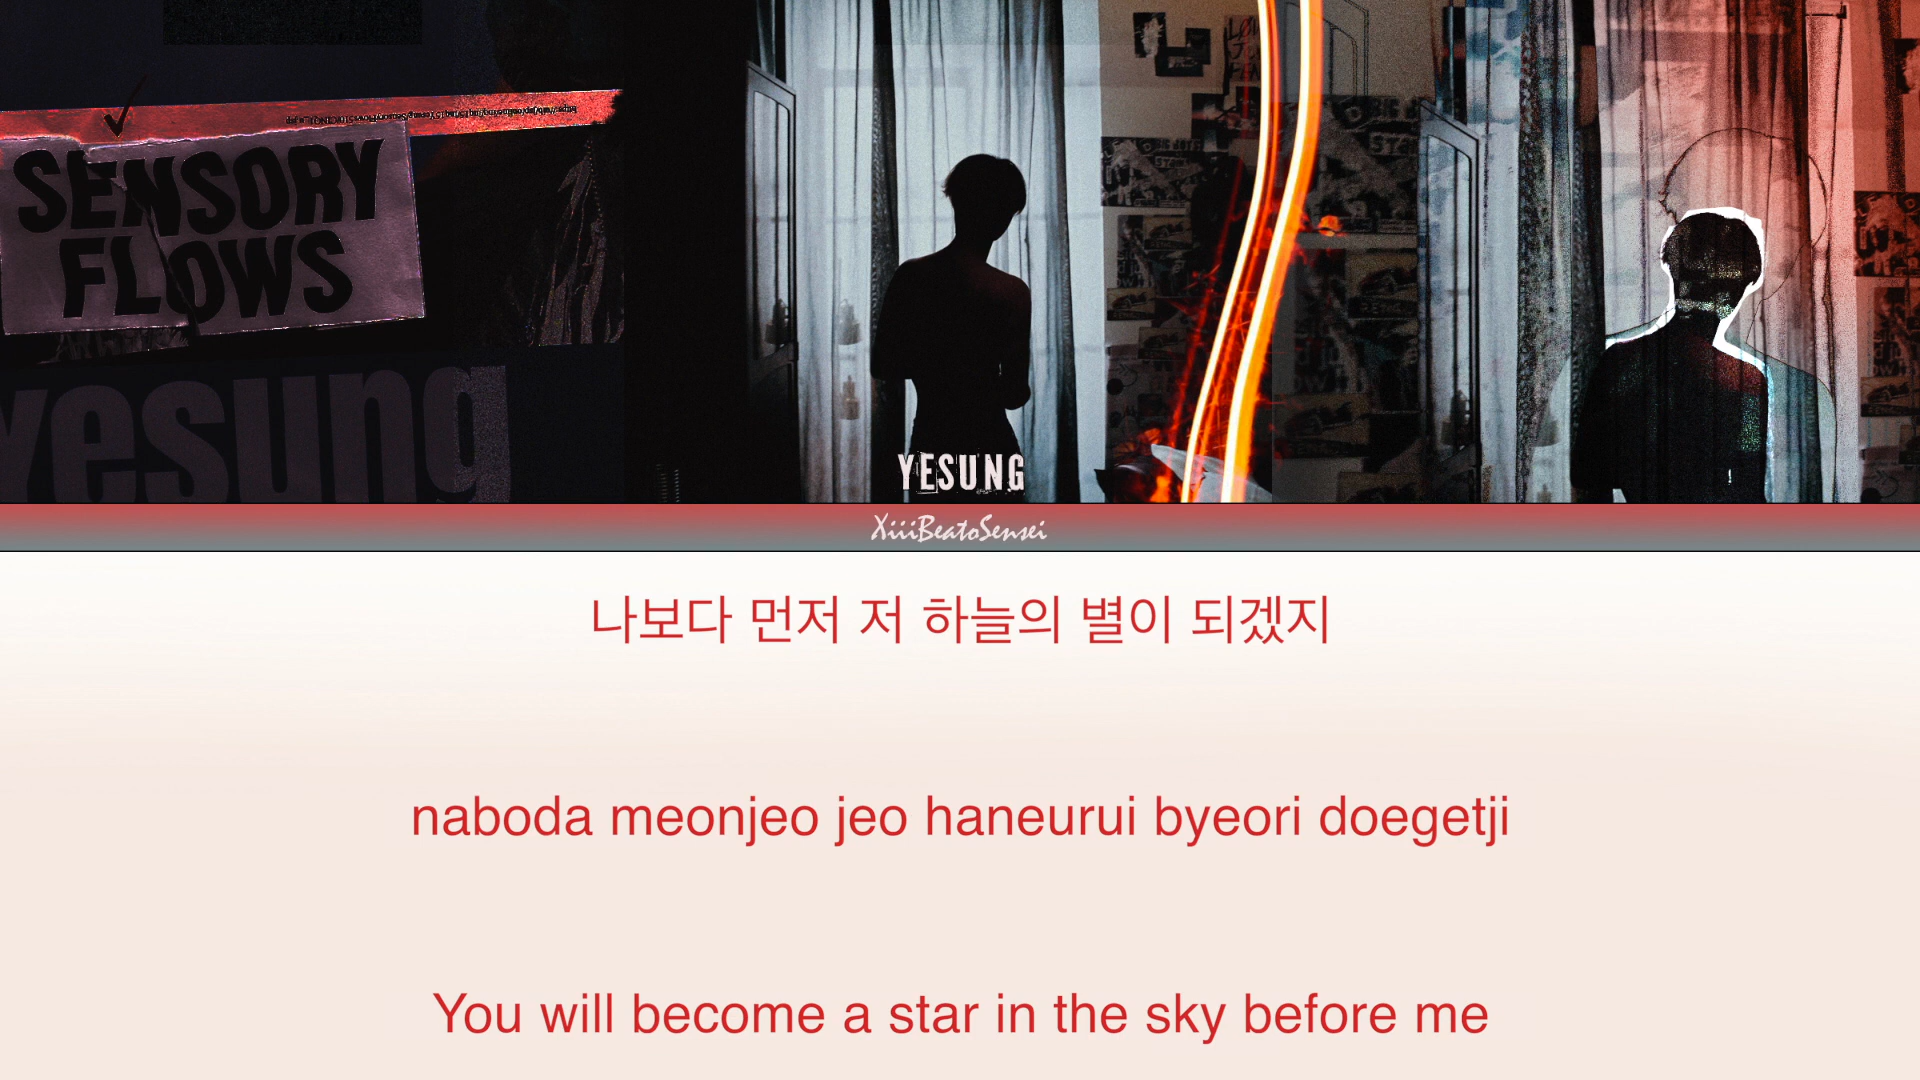 SENSORY
FLOWS
yesung
YESUNG
XiiiBeatoSensei
나보다 먼저 저 하늘의 별이 되겠지
naboda meonjeo jeo haneurui byeori doegetji
You will become a star in the sky before me